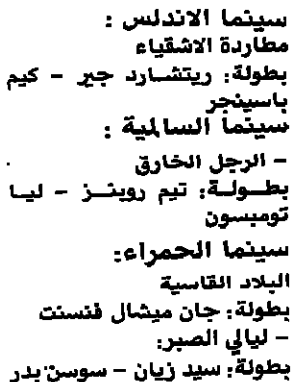 سينما الاندلس :
مطاردة الاشقياء
بطولة: ريتشارد جير - كيم
باسينجر
سينما السالمية :
- الرجل الخارق
بطولة: تيم روبينز - ليا
تومبسون
سينما الحمراء:
البلاد القاسية
بطولة: جان ميشال فنسنت
- ليالي الصبر:
بطولة: سيد زيان - سوسن بدر